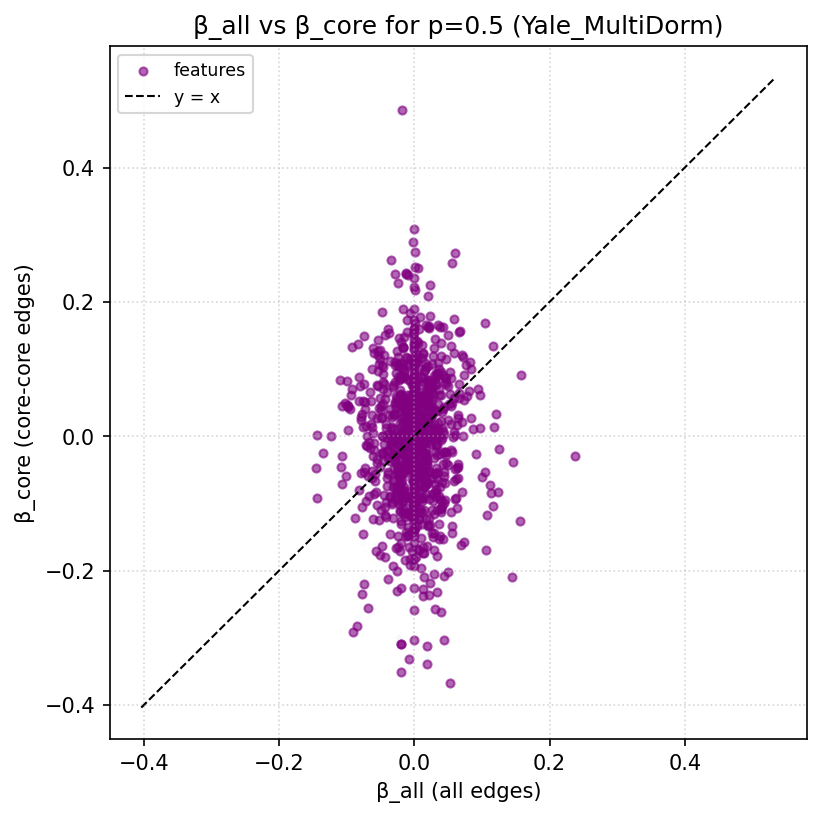 β_all vs β_core for p=0.5 (Yale_MultiDorm)
features
y = x
0.4
0.2
0.0
−0.2
−0.4
β_core (core-core edges)
−0.4
−0.2
0.0
0.2
0.4
β_all (all edges)